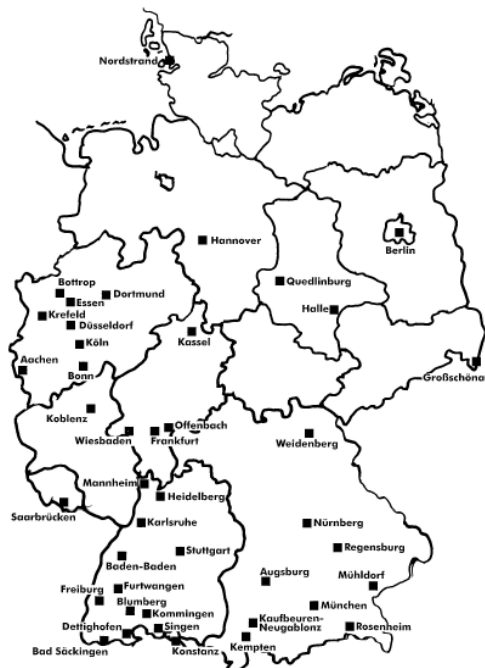 Nordstrand
Hannover
Berlin
Quedlinburg
Bottrop
Dortmund
Essen
Halle
Krefeld
Düsseldorf
Kassel
Köln
Aachen
Bonn
Großschönau
Koblenz
Offenbach
Wiesbaden
Frankfurt
Weidenberg
Mannheim
Heidelberg
Saarbrücken
Karlsruhe
Nürnberg
Stuttgart
Regensburg
Baden-Baden
Augsburg
Mühldorf
Freiburg
Furtwangen
Blumberg
München
Kommingen
Kaufbeuren-
Neugablonz
Dettighofen
Singen
Rosenheim
Bad Säckingen
Konstanz
Kempten